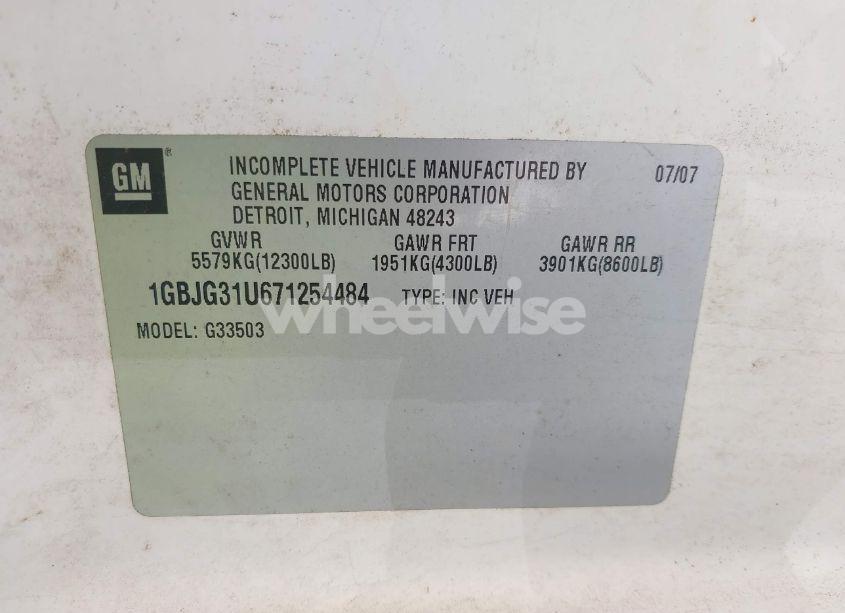 GM ® INCOMPLETE VEHICLE MANUFACTURED BY 07/07
GENERAL MOTORS CORPORATION
DETROIT, MICHIGAN 48243
GVWR GAWR FRT GAWR RR
5579KG(12300LB) 1951KG(4300LB) 3901KG(8600LB)
1GBJG31U671254484 TYPE: INC VEH
wheelwise
MODEL: G33503